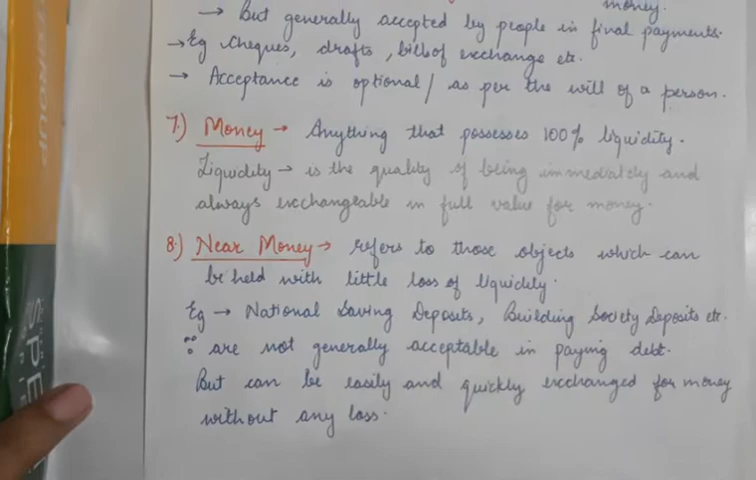 money.
→ But generally accepted by people in final payments.
→ Eg Cheques, drafts, bills of exchange etc.
→ Acceptance is optional/ as per the will of a person.
7.) Money → Anything that possesses 100% liquidity.
Liquidity → is the quality of being immediately and
always exchangeable in full value for money.
8.) Near Money → refers to those objects which can
be held with little loss of liquidity.
Eg → National Saving Deposits, Building Society Deposits etc.
are not generally acceptable in paying debt.
But can be easily and quickly exchanged for money
without any loss.
GROUP